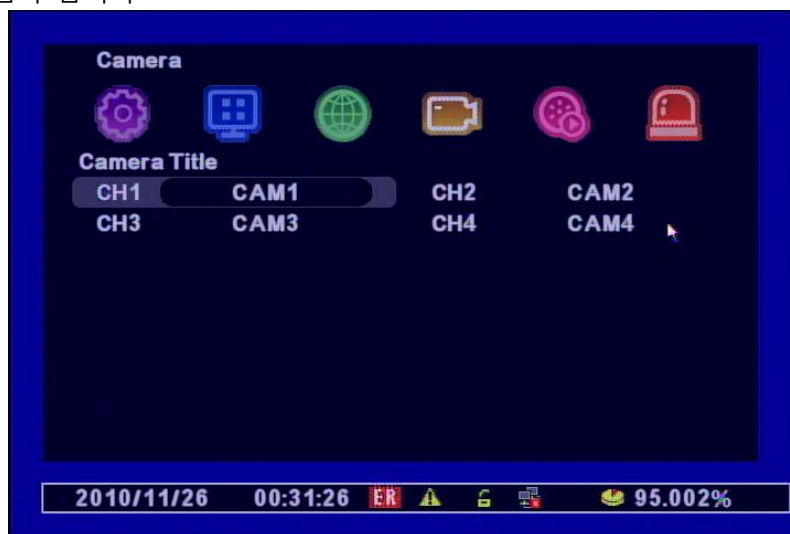 Camera
Camera Title
CH1 CAM1 CH2 CAM2
CH3 CAM3 CH4 CAM4
2010/11/26 00:31:26 ER 95.002%